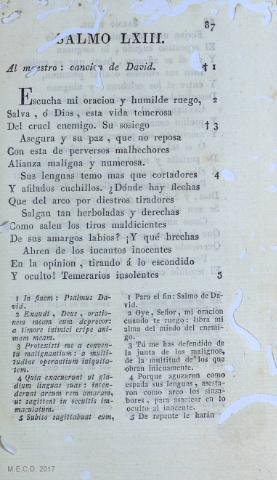 87
SALMO LXIII.
Al maestro: cancion de David. † 1
Escucha mi oracion y humilde ruego, 2
Salva, ó Dios, esta vida temerosa
Del cruel enemigo. Su sosiego † 3
Asegura y su paz, que no reposa
Con esta de perversos malhechores
Alianza maligna y numerosa.
Sus lenguas temo mas que cortadores 4
Y afilados cuchillos. ¿Dónde hay flechas
Que del arco por diestros tiradores
Salgan tan herboladas y derechas
Como salen los tiros maldicientes
De sus amargos labios? ¡Y qué brechas
Abren de los incautos inocentes
En la opinion, tirando á lo escondido
Y oculto! Temerarios insolentes 5
1 In finem: Psalmus David.
2 Exaudi, Deus, orationem meam cum deprecor: a timore inimici eripe animam meam.
3 Protexisti me a conventu malignantium: a multitudine operantium iniquitatem.
4 Quia exacuerunt ut gladium linguas suas: intenderunt arcum rem amaram, ut sagittent in occultis immaculatum.
5 Subito sagittabunt eum,
1 Para el fin: Salmo de David.
2 Oye, Señor, mi oracion cuando te ruego: libra mi alma del miedo del enemigo.
3 Tú me has defendido de la junta de los malignos, de la multitud de los que obran inicuamente.
4 Porque aguzaron como espada sus lenguas, asestaron como arco los sinsabores, para asaetear en lo oculto al inocente.
5 De repente le harán
M.E.C.D. 2017